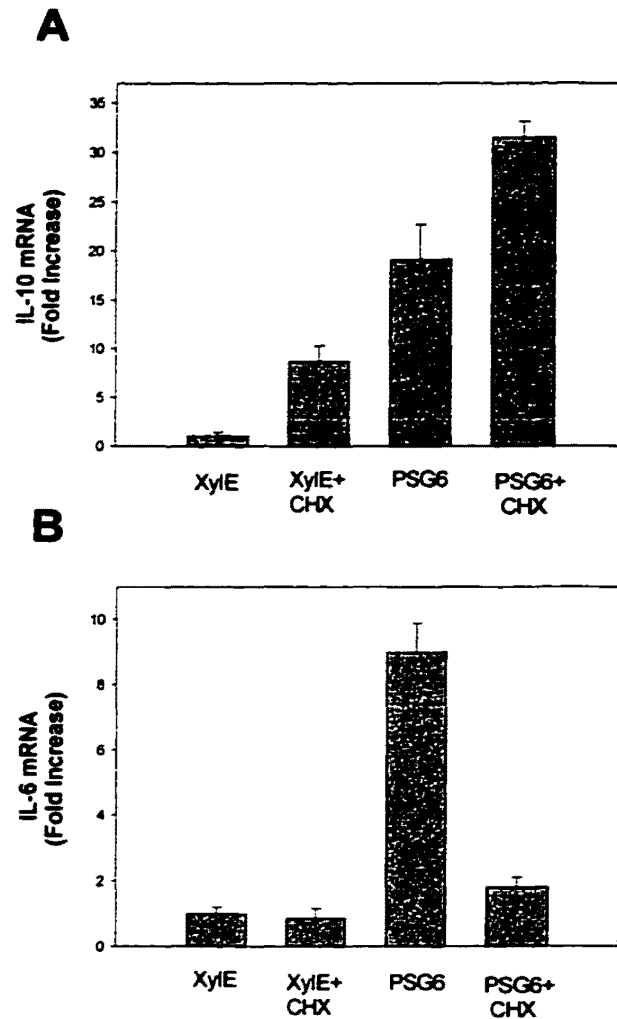 A
IL-10 mRNA
(Fold Increase)
35
30
25
20
15
10
5
0
XylE
XylE+
CHX
PSG6
PSG6+
CHX
B
IL-6 mRNA
(Fold Increase)
10
8
6
4
2
0
XylE
XylE+
CHX
PSG6
PSG6+
CHX